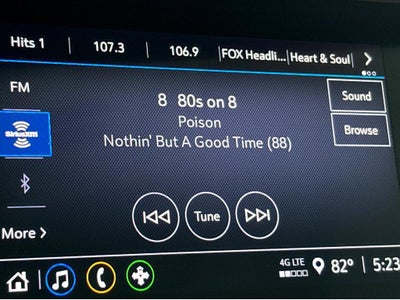 Hits 1 | 107.3 | 106.9 | FOX Headli... | Heart & Soul
FM
8 80s on 8
Sound
Poison
SiriusXM
Nothin' But A Good Time (88)
Browse
Tune
More >
4G LTE
82° 5:23